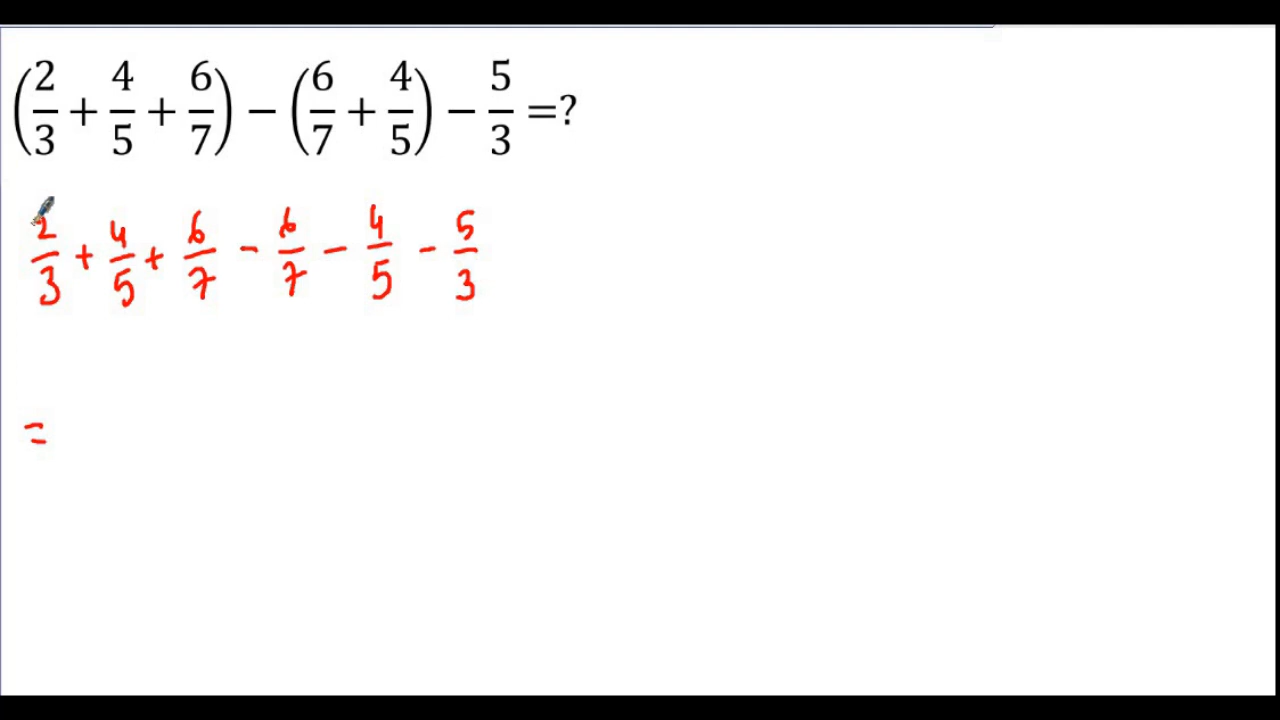 (2/3 + 4/5 + 6/7) − (6/7 + 4/5) − 5/3 =?
2/3 + 4/5 + 6/7 - 6/7 - 4/5 - 5/3
=